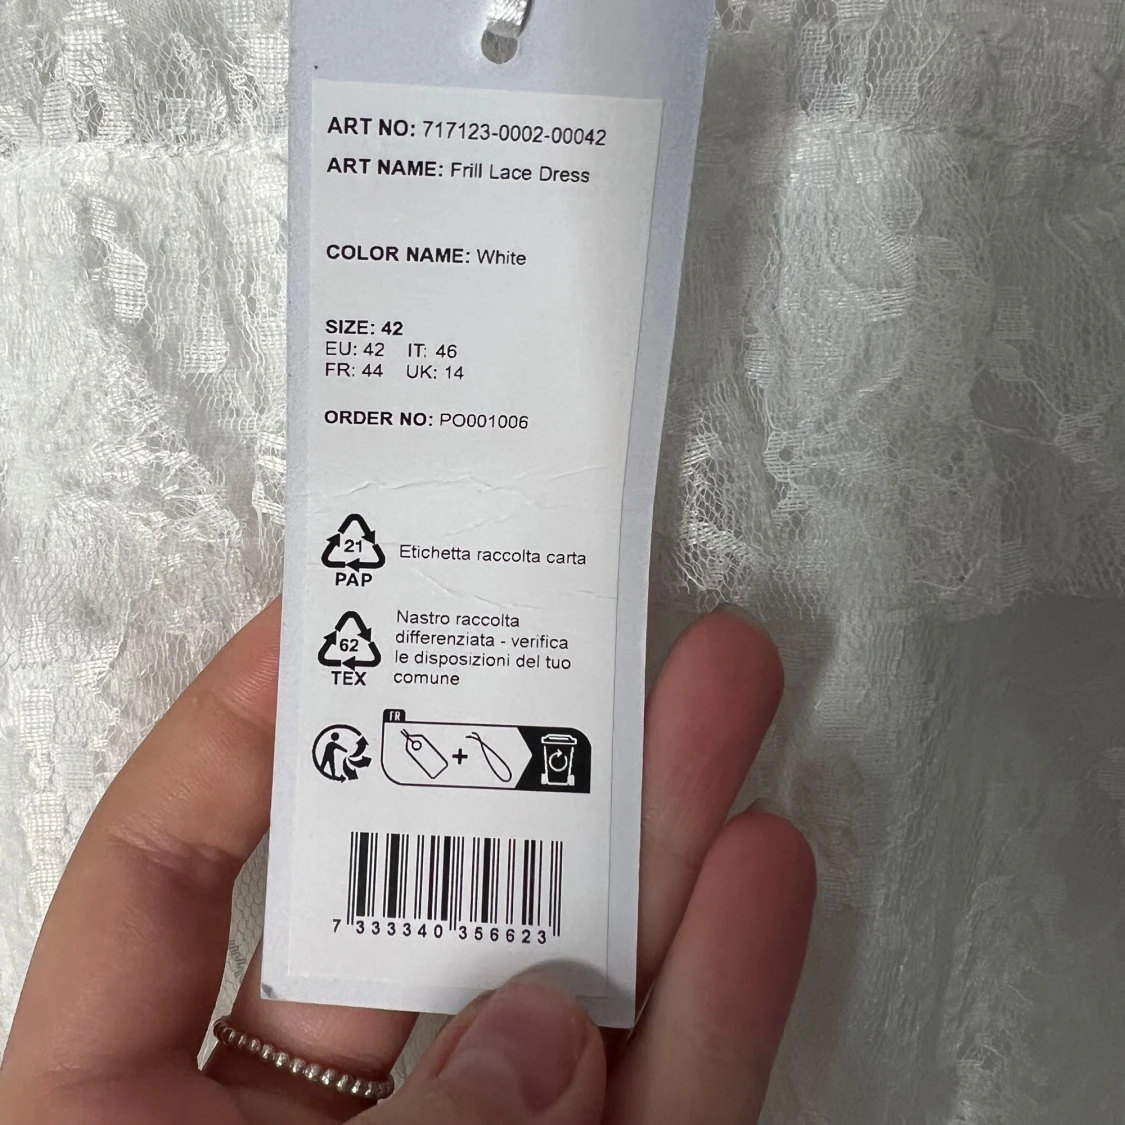 ART NO: 717123-0002-00042
ART NAME: Frill Lace Dress
COLOR NAME: White
SIZE: 42
EU: 42 IT: 46
FR: 44 UK: 14
ORDER NO: PO001006
21
PAP
Etichetta raccolta carta
62
TEX
Nastro raccolta
differenziata - verifica
le disposizioni del tuo
comune
FR
+
7 333340 356623